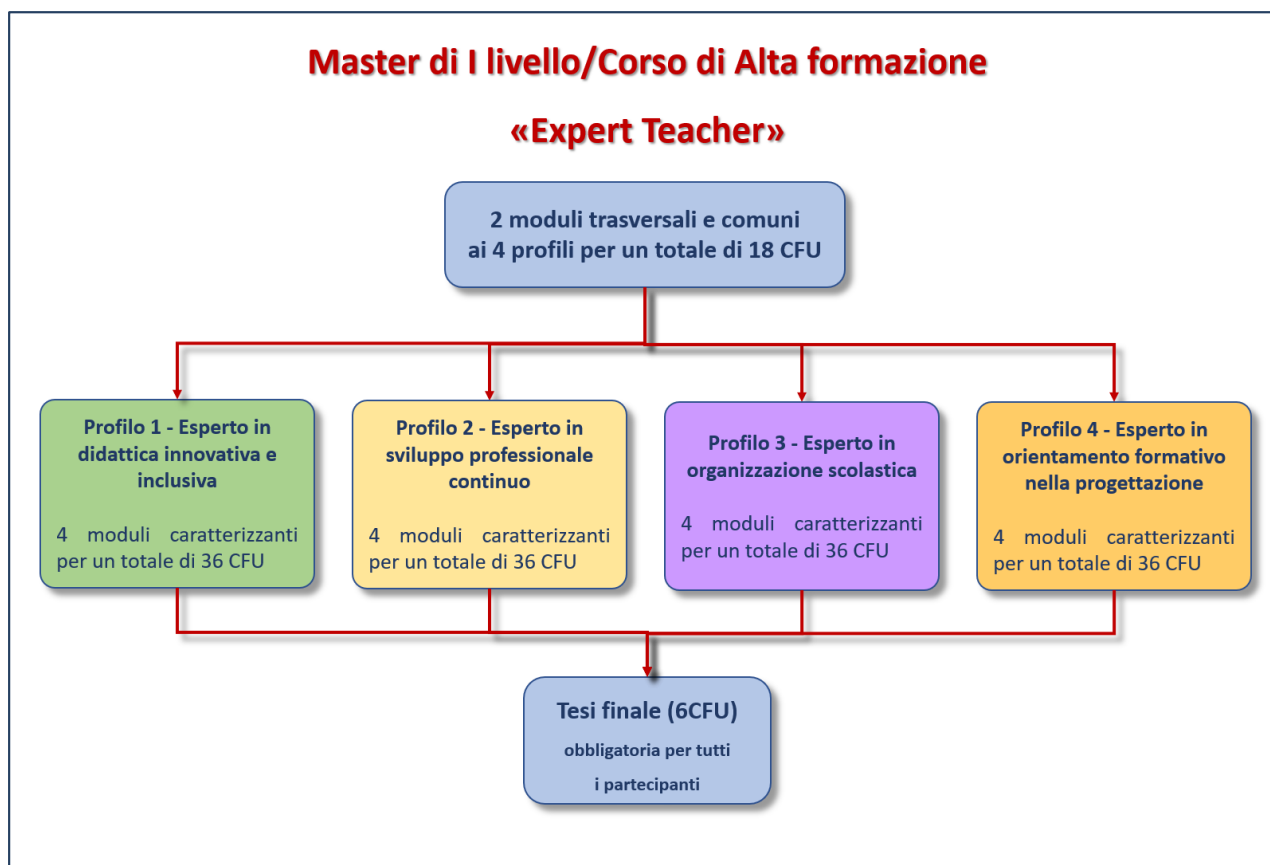 Master di I livello/Corso di Alta formazione
«Expert Teacher»
2 moduli trasversali e comuni
ai 4 profili per un totale di 18 CFU
Profilo 1 - Esperto in
didattica innovativa e
inclusiva
4 moduli caratterizzanti
per un totale di 36 CFU
Profilo 2 - Esperto in
sviluppo professionale
continuo
4 moduli caratterizzanti
per un totale di 36 CFU
Profilo 3 - Esperto in
organizzazione scolastica
4 moduli caratterizzanti
per un totale di 36 CFU
Profilo 4 - Esperto in
orientamento formativo
nella progettazione
4 moduli caratterizzanti
per un totale di 36 CFU
Tesi finale (6CFU)
obbligatoria per tutti
i partecipanti